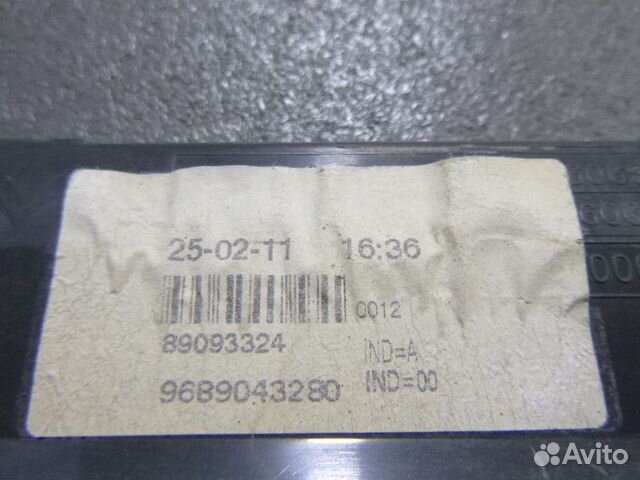 25-02-11 16:36
0012
89093324 IND=A
9689043280 IND=00
Avito